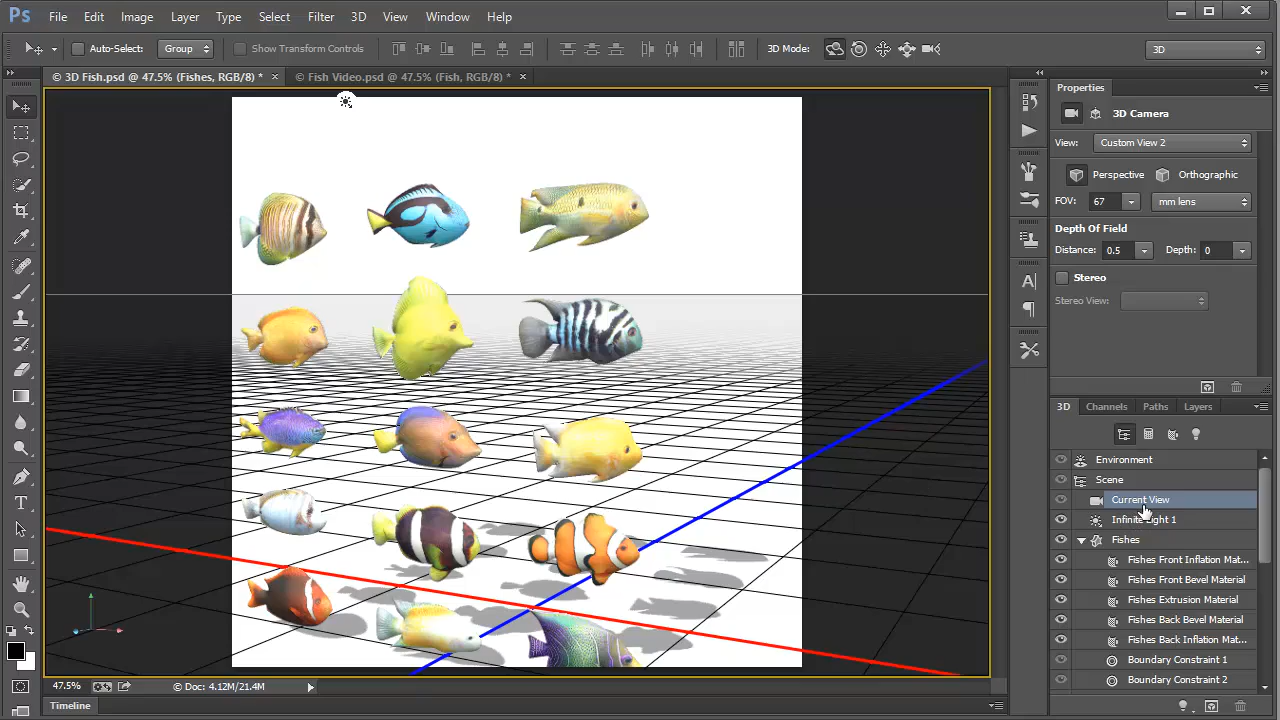 Ps File Edit Image Layer Type Select Filter 3D View Window Help
Auto-Select: Group Show Transform Controls 3D Mode: 3D
© 3D Fish.psd @ 47.5% (Fishes, RGB/8) * × © Fish Video.psd @ 47.5% (Fish, RGB/8) * ×
Properties
3D Camera
View: Custom View 2
Perspective Orthographic
FOV: 67 mm lens
Depth Of Field
Distance: 0.5 Depth: 0
Stereo
Stereo View:
3D Channels Paths Layers
Environment
Scene
Current View
Infinite Light 1
Fishes
Fishes Front Inflation Mat...
Fishes Front Bevel Material
Fishes Extrusion Material
Fishes Back Bevel Material
Fishes Back Inflation Mat...
Boundary Constraint 1
Boundary Constraint 2
47.5% © Doc: 4.12M/21.4M
Timeline